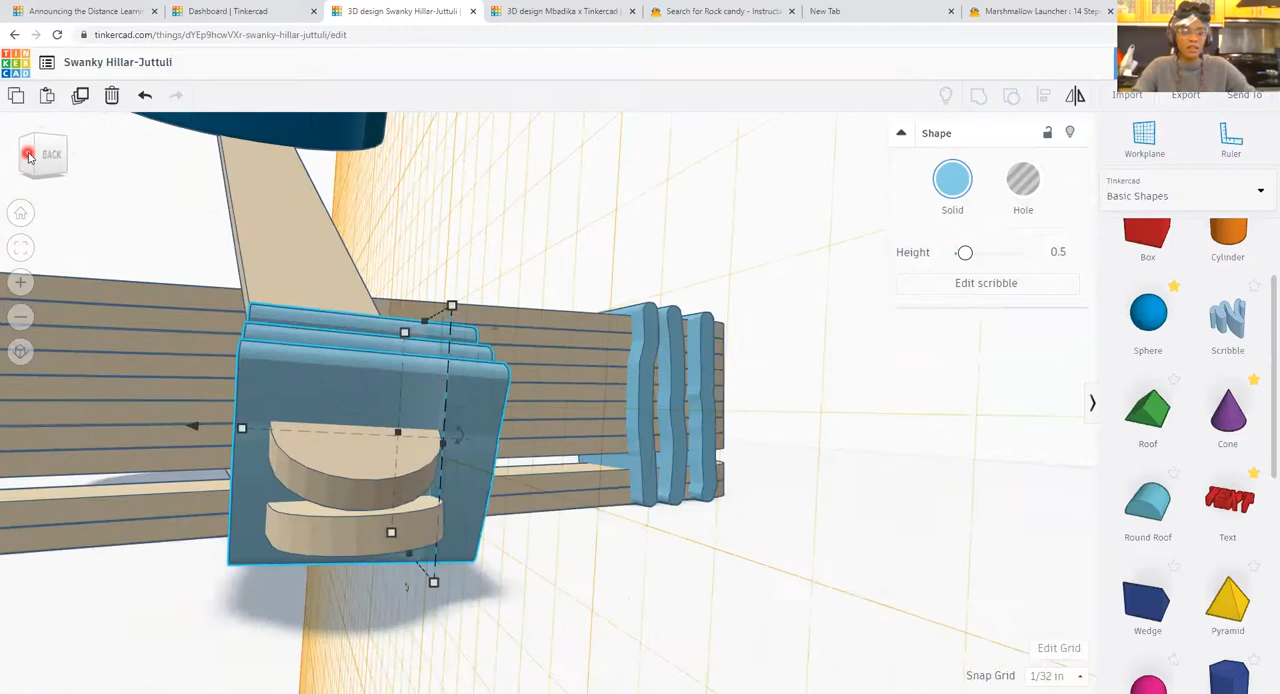 Announcing the Distance Learni
Dashboard | Tinkercad
3D design Swanky Hillar-Juttuli |
3D design Mbadika x Tinkercad |
Search for Rock candy - Instructa
New Tab
Marshmallow Launcher : 14 Step
tinkercad.com/things/dYEp9hcwVXr-swanky-hillar-juttuli/edit
TIN
KER
CAD
Swanky Hillar-Juttuli
Import
Export
Send To
BACK
Shape
Solid
Hole
Height
0.5
Edit scribble
Workplane
Ruler
Tinkercad
Basic Shapes
Box
Cylinder
Sphere
Scribble
Roof
Cone
Round Roof
TEXT
Text
Wedge
Pyramid
Edit Grid
Snap Grid
1/32 in